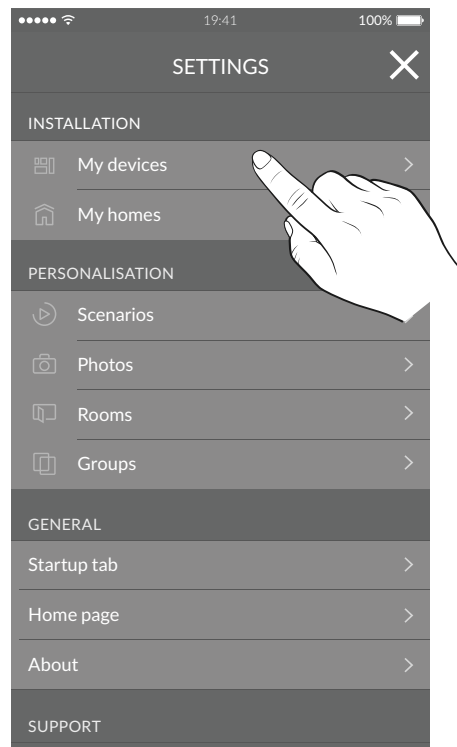 19:41
100%
SETTINGS
INSTALLATION
My devices
My homes
PERSONALISATION
Scenarios
Photos
Rooms
Groups
GENERAL
Startup tab
Home page
About
SUPPORT